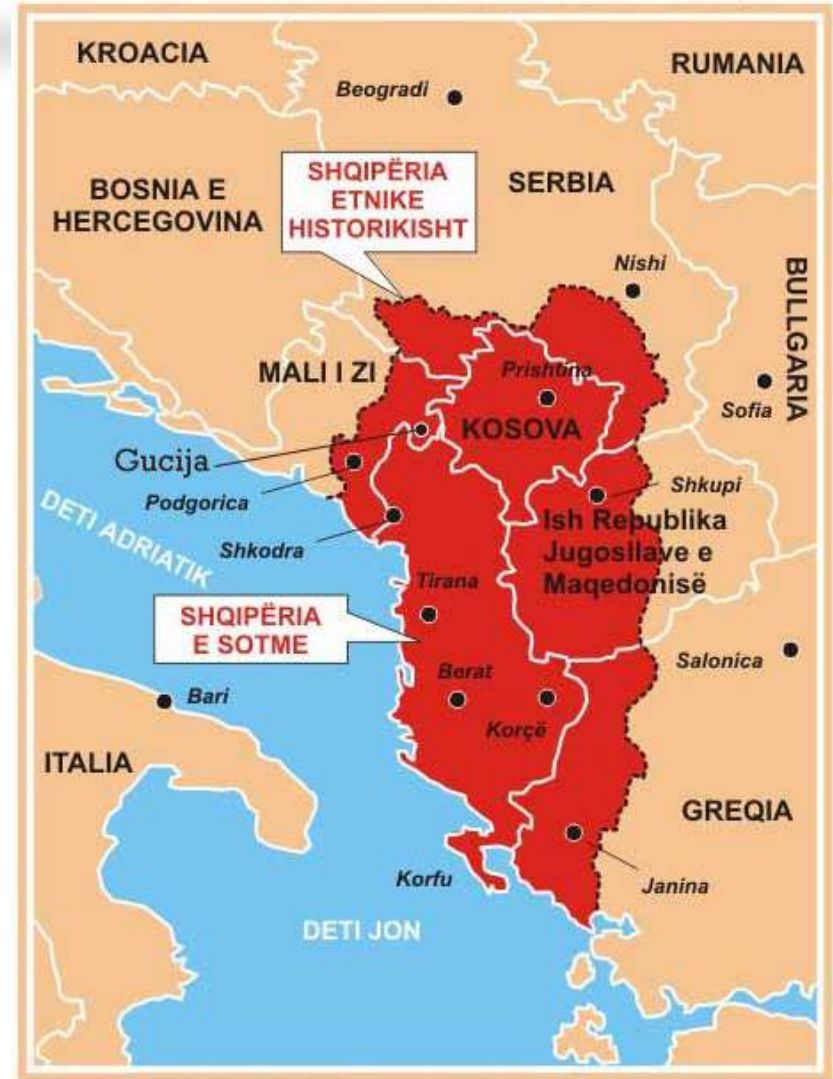 KROACIA
RUMANIA
Beogradi
BOSNIA E
HERCEGOVINA
SHQIPËRIA
ETNIKE
HISTORIKISHT
SERBIA
Nishi
BULLGARIA
MALI I ZI
Prishtina
Sofia
KOSOVA
Gucija
Podgorica
Shkupi
DETI ADRIATIK
Shkodra
Ish Republika
Jugosllave e
Maqedonisë
Tirana
SHQIPËRIA
E SOTME
Salonica
Berat
Bari
Korçë
ITALIA
GREQIA
Korfu
Janina
DETI JON